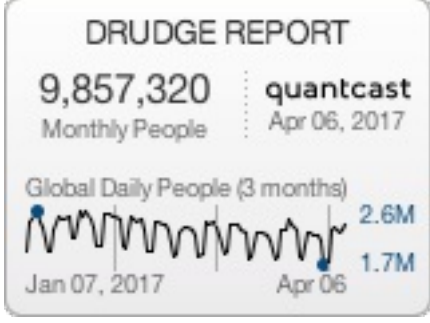 DRUDGE REPORT
9,857,320
Monthly People
quantcast
Apr 06, 2017
Global Daily People (3 months)
2.6M
1.7M
Jan 07, 2017
Apr 06